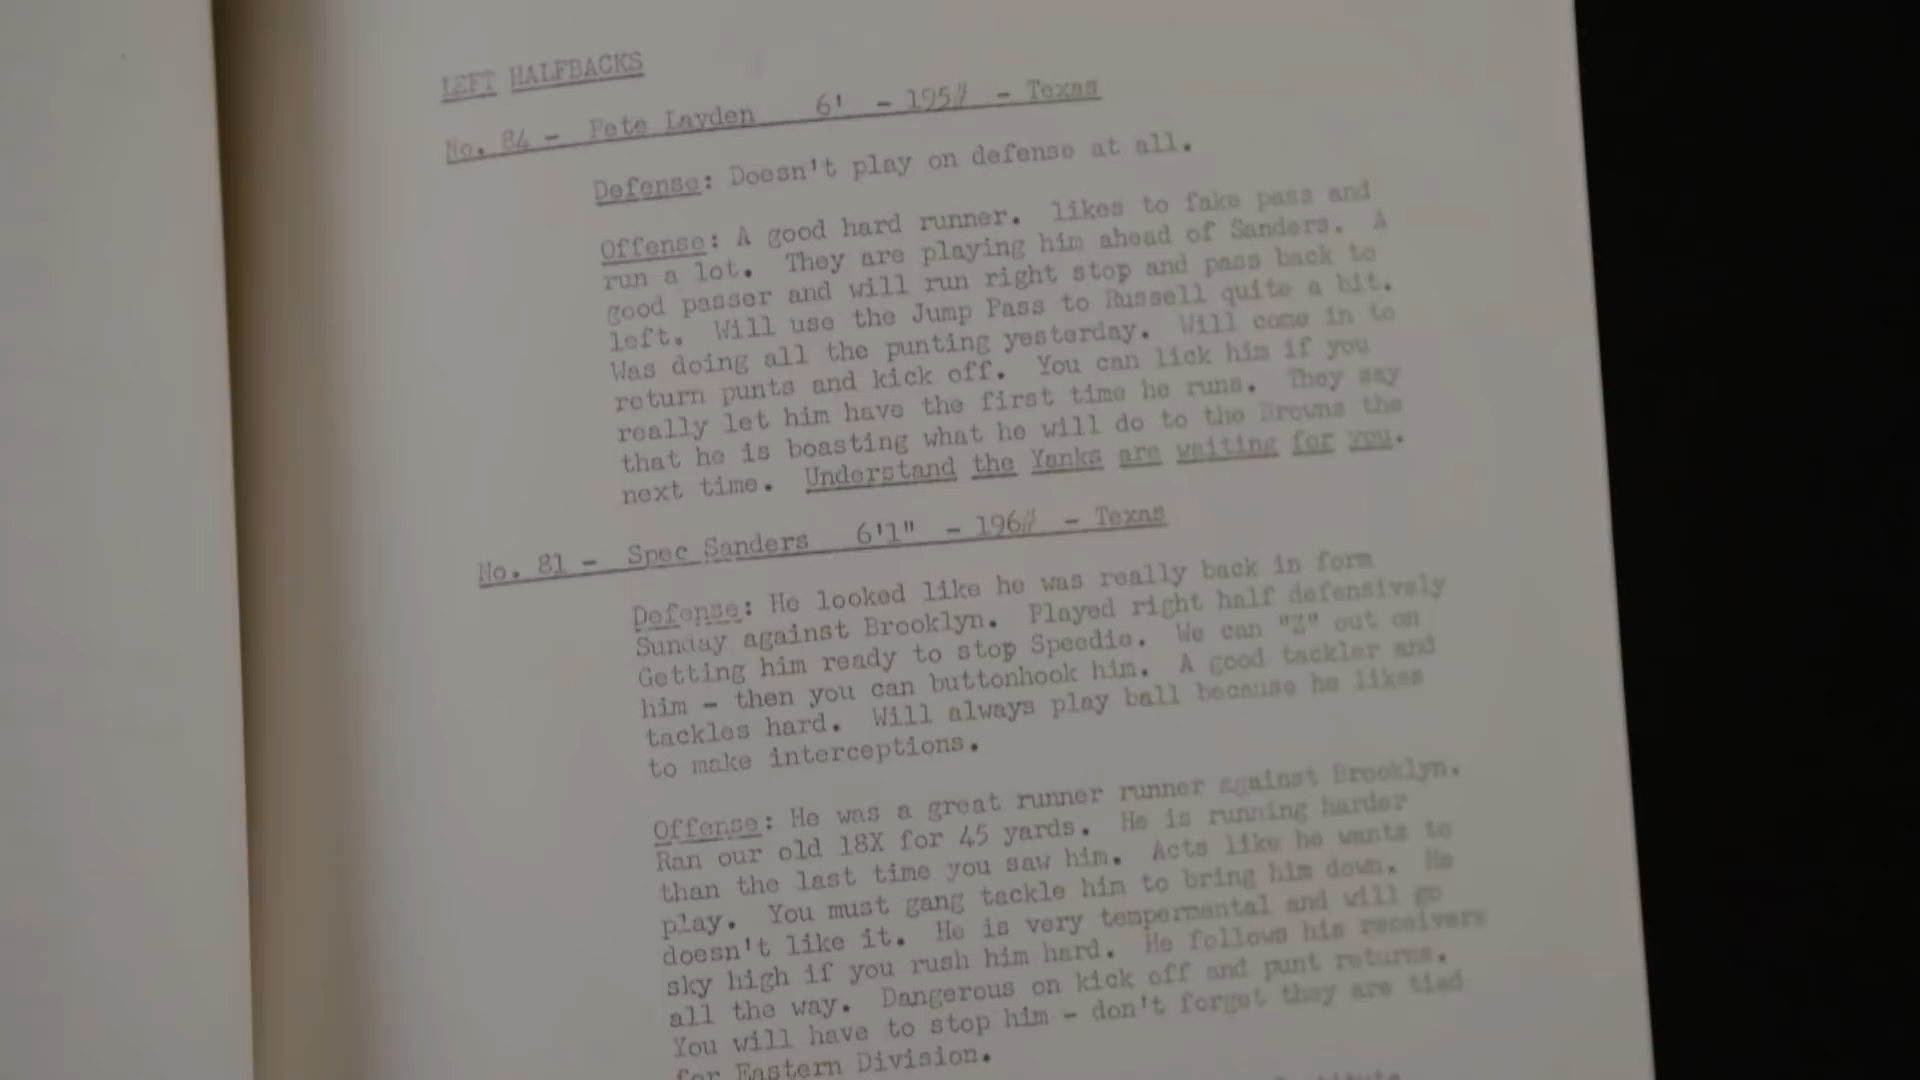 LEFT HALFBACKS
No. 84 - Pete Layden 6' - 195# - Texas
Defense: Doesn't play on defense at all.
Offense: A good hard runner. likes to fake pass and
run a lot. They are playing him ahead of Sanders. A
good passer and will run right stop and pass back to
left. Will use the Jump Pass to Russell quite a bit.
Was doing all the punting yesterday. Will come in to
return punts and kick off. You can lick him if you
really let him have the first time he runs. They say
that he is boasting what he will do to the Browns the
next time. Understand the Yanks are waiting for you.
No. 81 - Spec Sanders 6'1" - 196# - Texas
Defense: He looked like he was really back in form
Sunday against Brooklyn. Played right half defensively
Getting him ready to stop Speedie. We can "Z" out on
him - then you can buttonhook him. A good tackler and
tackles hard. Will always play ball because he likes
to make interceptions.
Offense: He was a great runner runner against Brooklyn.
Ran our old 18X for 45 yards. He is running harder
than the last time you saw him. Acts like he wants to
play. You must gang tackle him to bring him down. He
doesn't like it. He is very tempermental and will go
sky high if you rush him hard. He follows his receivers
all the way. Dangerous on kick off and punt returns.
You will have to stop him - don't forget they are tied
for Eastern Division.